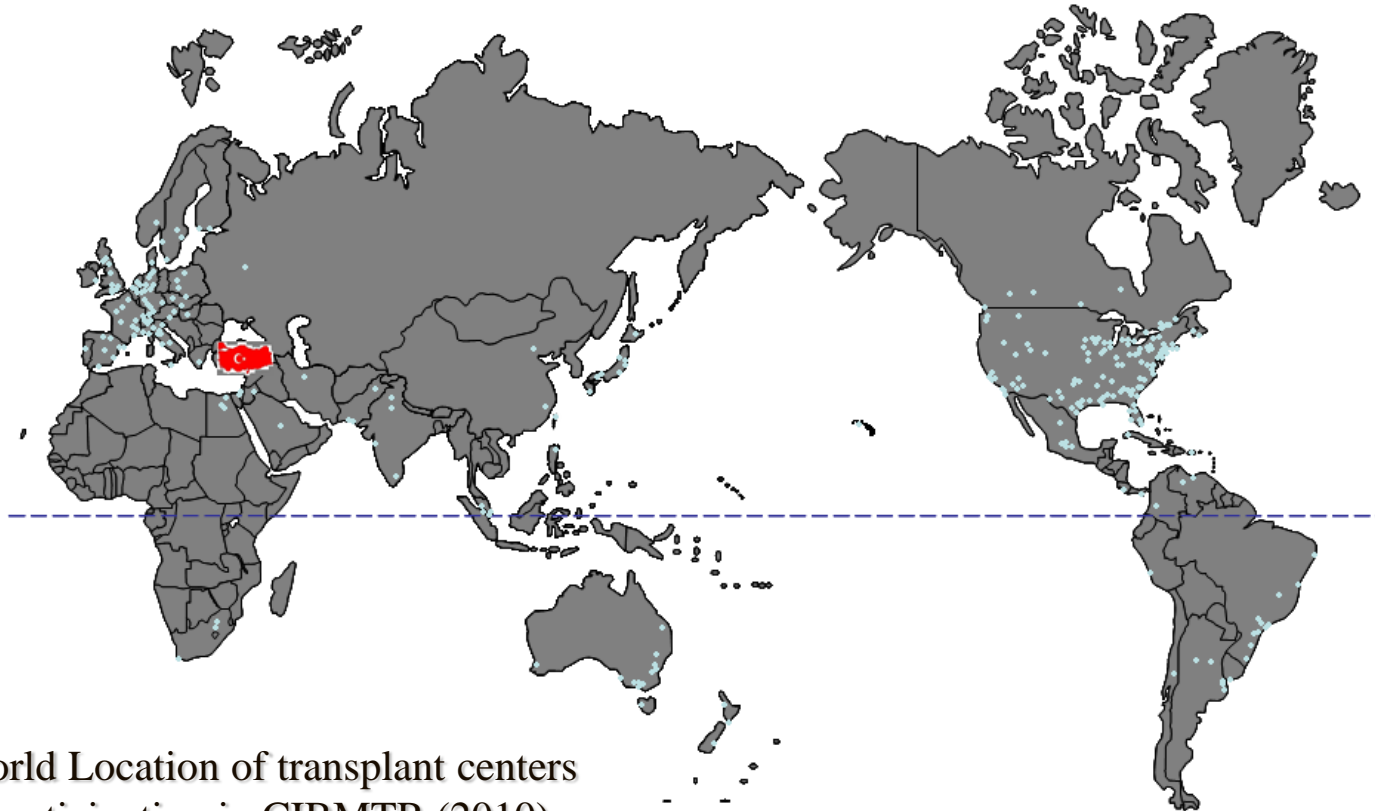 orld Location of transplant centers
rticipating in CIBMTR (2010)